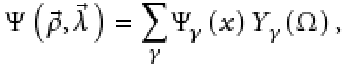 Ψ(ρ⃗, λ⃗) = ∑_γ Ψ_γ(x) Y_γ(Ω),